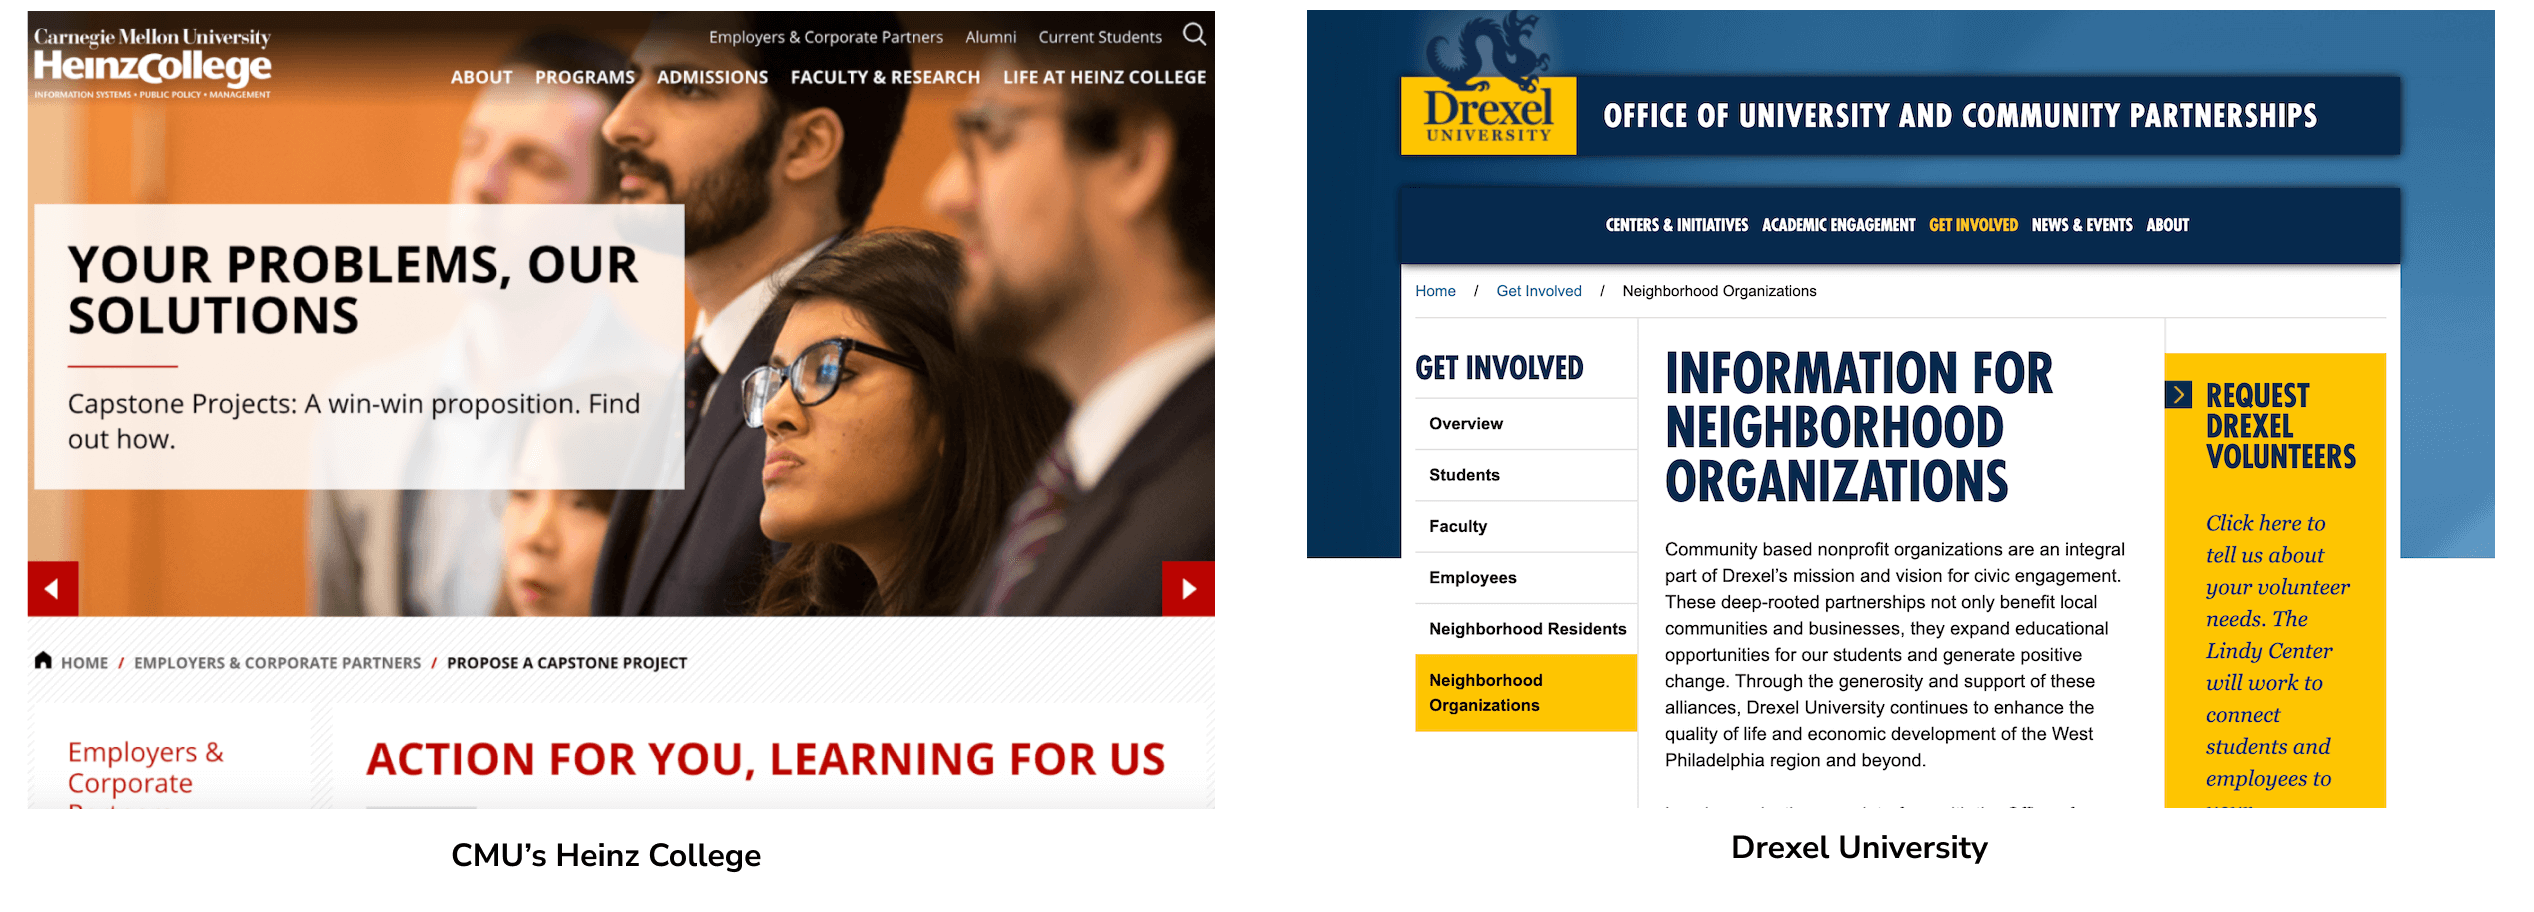 Carnegie Mellon University
HeinzCollege
INFORMATION SYSTEMS • PUBLIC POLICY • MANAGEMENT
Employers & Corporate Partners Alumni Current Students
ABOUT PROGRAMS ADMISSIONS FACULTY & RESEARCH LIFE AT HEINZ COLLEGE
YOUR PROBLEMS, OUR
SOLUTIONS
Capstone Projects: A win-win proposition. Find
out how.
HOME / EMPLOYERS & CORPORATE PARTNERS / PROPOSE A CAPSTONE PROJECT
Employers &
Corporate
ACTION FOR YOU, LEARNING FOR US
CMU’s Heinz College
Drexel
UNIVERSITY
OFFICE OF UNIVERSITY AND COMMUNITY PARTNERSHIPS
CENTERS & INITIATIVES ACADEMIC ENGAGEMENT GET INVOLVED NEWS & EVENTS ABOUT
Home / Get Involved / Neighborhood Organizations
GET INVOLVED
Overview
Students
Faculty
Employees
Neighborhood Residents
Neighborhood
Organizations
INFORMATION FOR
NEIGHBORHOOD
ORGANIZATIONS
Community based nonprofit organizations are an integral
part of Drexel’s mission and vision for civic engagement.
These deep-rooted partnerships not only benefit local
communities and businesses, they expand educational
opportunities for our students and generate positive
change. Through the generosity and support of these
alliances, Drexel University continues to enhance the
quality of life and economic development of the West
Philadelphia region and beyond.
REQUEST
DREXEL
VOLUNTEERS
Click here to
tell us about
your volunteer
needs. The
Lindy Center
will work to
connect
students and
employees to
Drexel University